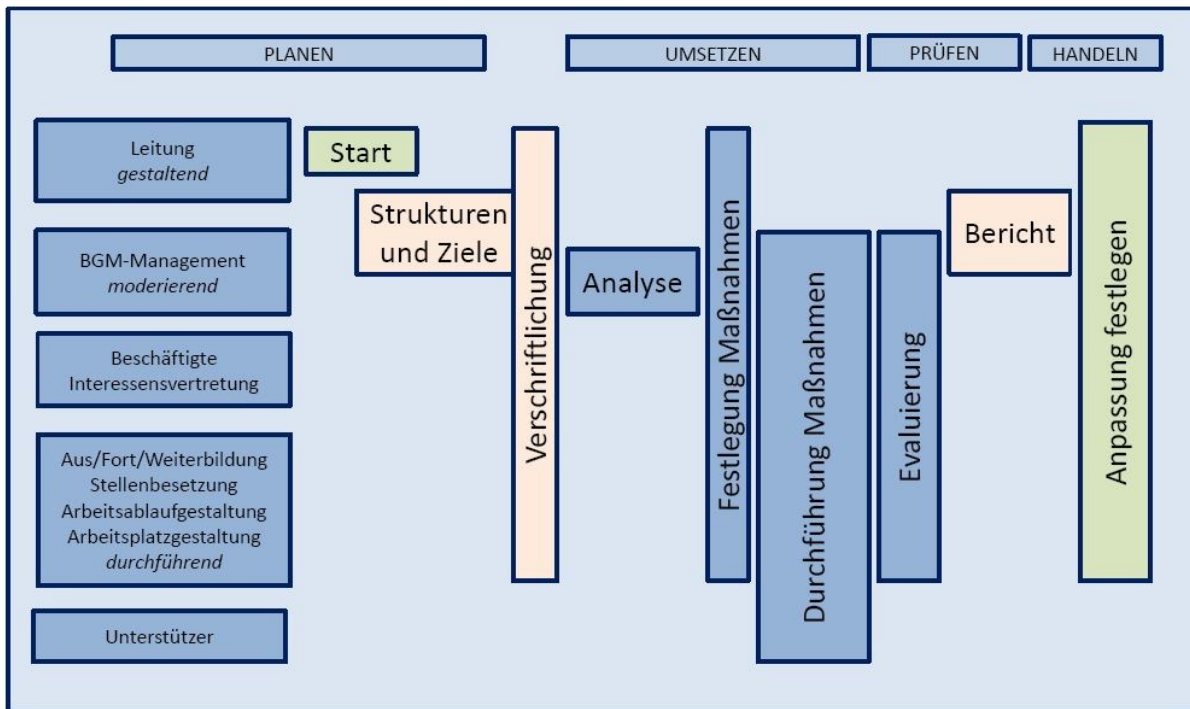 PLANEN
UMSETZEN
PRÜFEN
HANDELN
Leitung
gestaltend
BGM-Management
moderierend
Beschäftigte
Interessensvertretung
Aus/Fort/Weiterbildung
Stellenbesetzung
Arbeitsablaufgestaltung
Arbeitsplatzgestaltung
durchführend
Unterstützer
Start
Strukturen
und Ziele
Verschriftlichung
Analyse
Festlegung Maßnahmen
Durchführung Maßnahmen
Evaluierung
Bericht
Anpassung festlegen